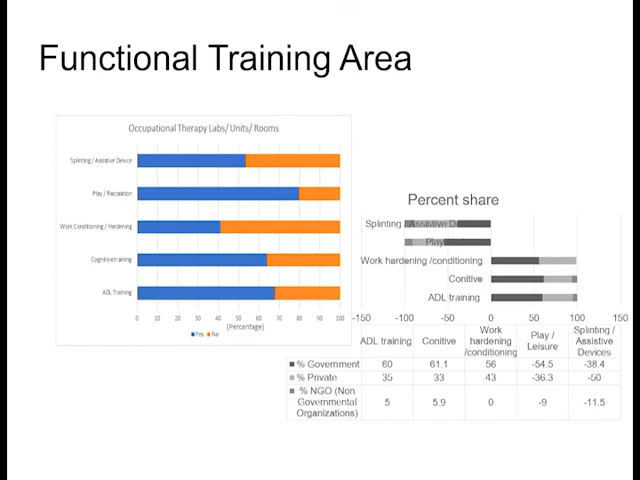 Functional Training Area
Occupational Therapy Labs/ Units/ Rooms
Splinting / Assistive Device
Play / Recreation
Work Conditioning / Hardening
Cognitive training
ADL Training
0 10 20 30 40 50 60 70 80 90 100
(Percentage)
Yes No
Percent share
Splinting / Assistive
Play
Work hardening /conditioning
Conitive
ADL training
-150 -100 -50 0 50 100 150
ADL training Conitive Work hardening /conditioning Play / Leisure Splinting / Assistive Devices
% Government 60 61.1 56 -54.5 -38.4
% Private 35 33 43 -36.3 -50
% NGO (Non Governmental Organizations) 5 5.9 0 -9 -11.5